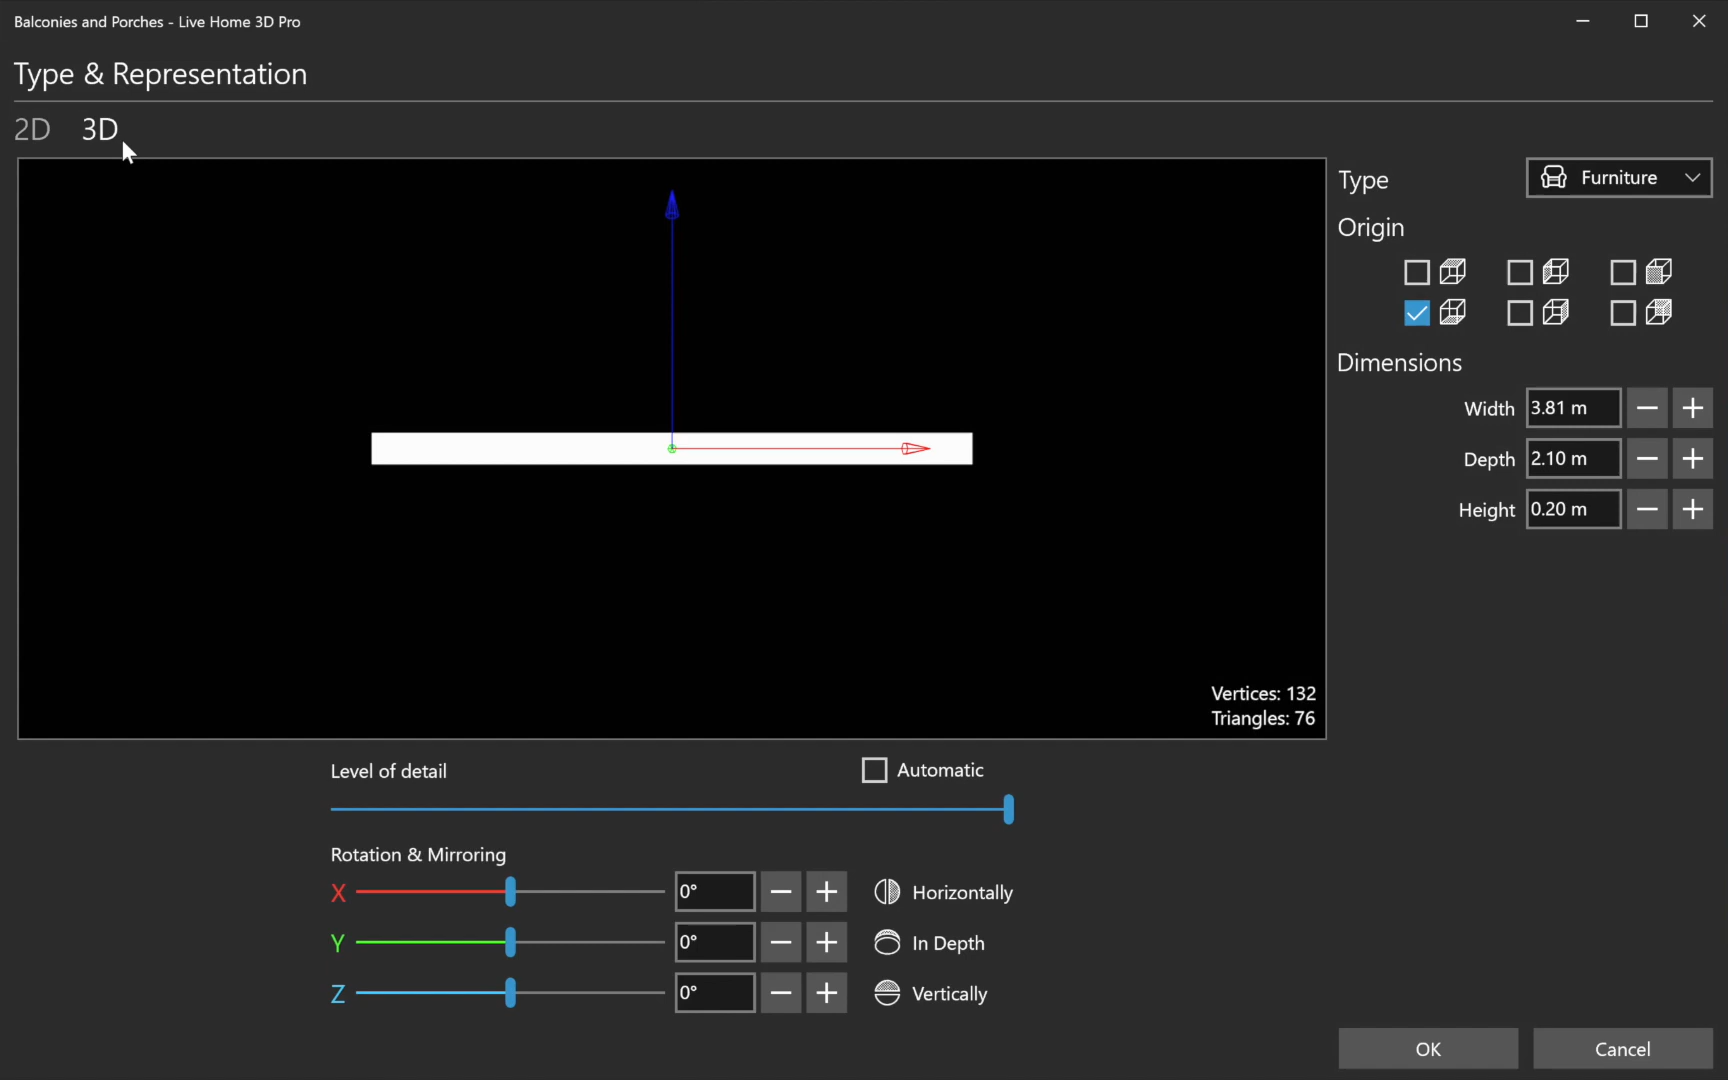 Balconies and Porches - Live Home 3D Pro
Type & Representation
2D 3D
Type Furniture
Origin
Dimensions
Width 3.81 m
Depth 2.10 m
Height 0.20 m
Vertices: 132
Triangles: 76
Level of detail Automatic
Rotation & Mirroring
X 0° Horizontally
Y 0° In Depth
Z 0° Vertically
OK Cancel